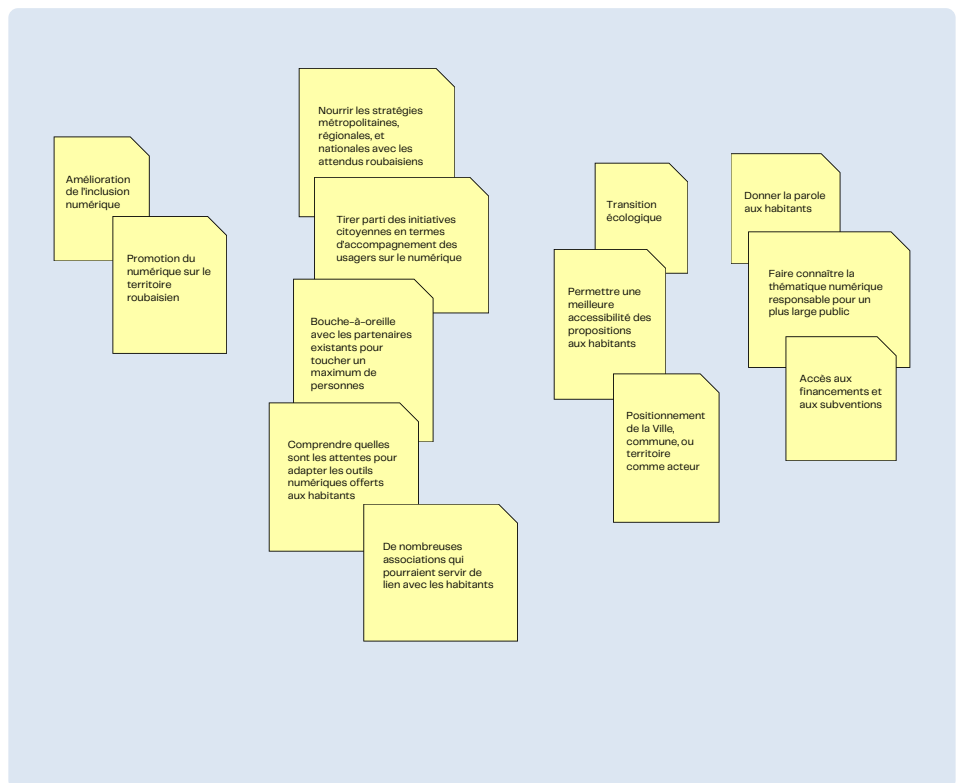 Amélioration
de l'inclusion
numérique
Promotion du
numérique sur le
territoire
roubaisien
Nourrir les stratégies
métropolitaines,
régionales, et
nationales avec les
attendus roubaisiens
Tirer parti des initiatives
citoyennes en termes
d'accompagnement des
usagers sur le numérique
Bouche-à-oreille
avec les partenaires
existants pour
toucher un
maximum de
personnes
Comprendre quelles
sont les attentes pour
adapter les outils
numériques offerts
aux habitants
De nombreuses
associations qui
pourraient servir de
lien avec les habitants
Transition
écologique
Permettre une
meilleure
accessibilité des
propositions
aux habitants
Positionnement
de la Ville,
commune, ou
territoire
comme acteur
Donner la parole
aux habitants
Faire connaître la
thématique numérique
responsable pour un
plus large public
Accès aux
financements et
aux subventions